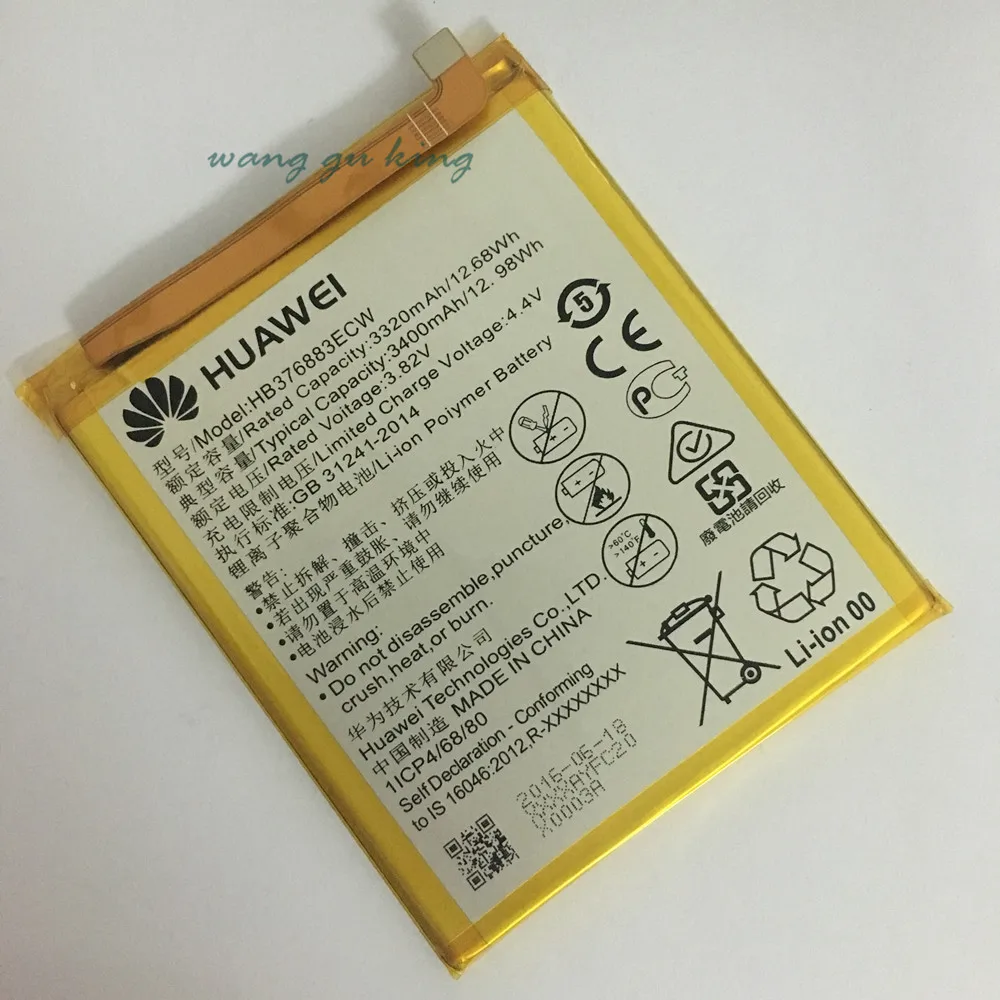 wang gu king
HUAWEI
型号/Model:HB376883ECW
额定容量/Rated Capacity:3320mAh/12.68Wh
典型容量/Typical Capacity:3400mAh/12. 98Wh
额定电压/Rated Voltage:3.82V
充电限制电压/Limited Charge Voltage:4.4V
执行标准:GB 31241-2014
锂离子聚合物电池/Li-ion Polymer Battery
警告:
•禁止拆解、撞击、挤压或投入火中
•若出现严重鼓胀、请勿继续使用
•请勿置于高温环境中
•电池浸水后禁止使用
Warning:
•Do not disassemble,puncture,
crush,heat,or burn.
华为技术有限公司
Huawei Technologies Co.,LTD.
中国制造 MADE IN CHINA
1ICP4/68/80
Self Declaration - Conforming
to IS 16046:2012,R-XXXXXXXX
2016-06-18
X0003A
5
CE
PC+
>60°C
>140°F
廢電池請回收
Li-ion 00